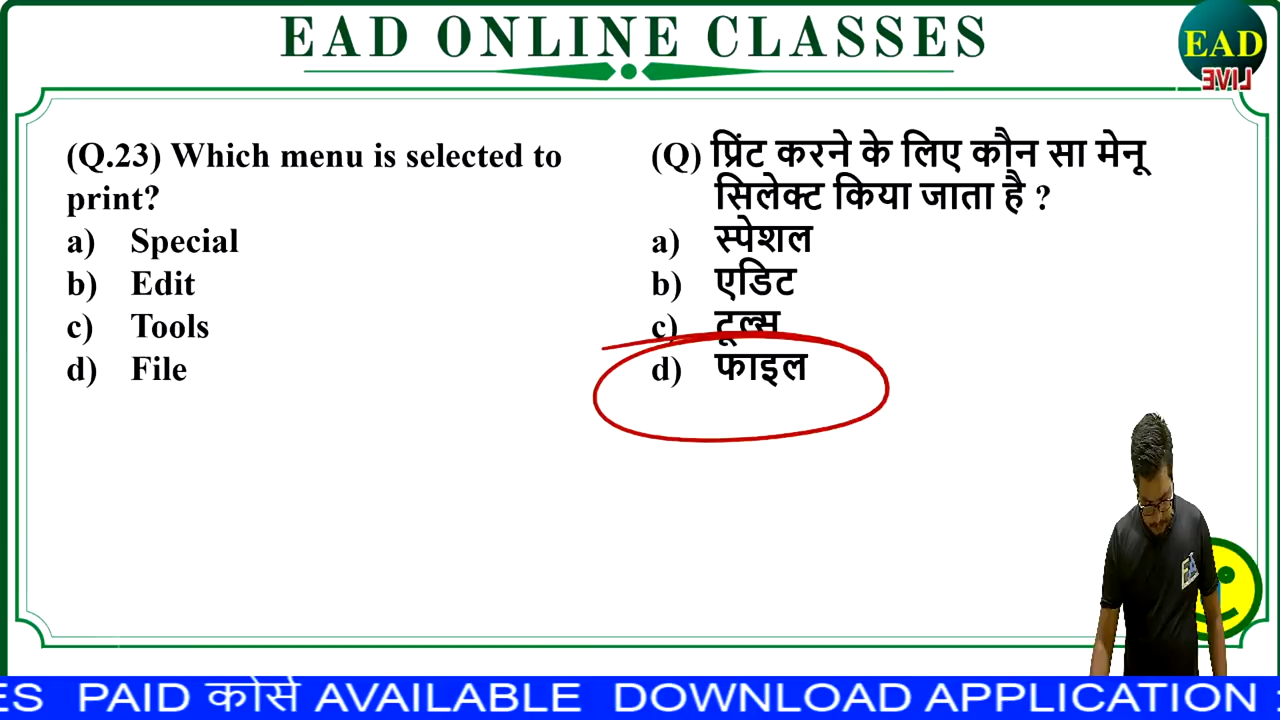 EAD ONLINE CLASSES
EAD
LIVE
(Q.23) Which menu is selected to
print?
a) Special
b) Edit
c) Tools
d) File
(Q) प्रिंट करने के लिए कौन सा मेनू
सिलेक्ट किया जाता है ?
a) स्पेशल
b) एडिट
c) टूल्स
d) फाइल
ES PAID कोर्स AVAILABLE DOWNLOAD APPLICATION :